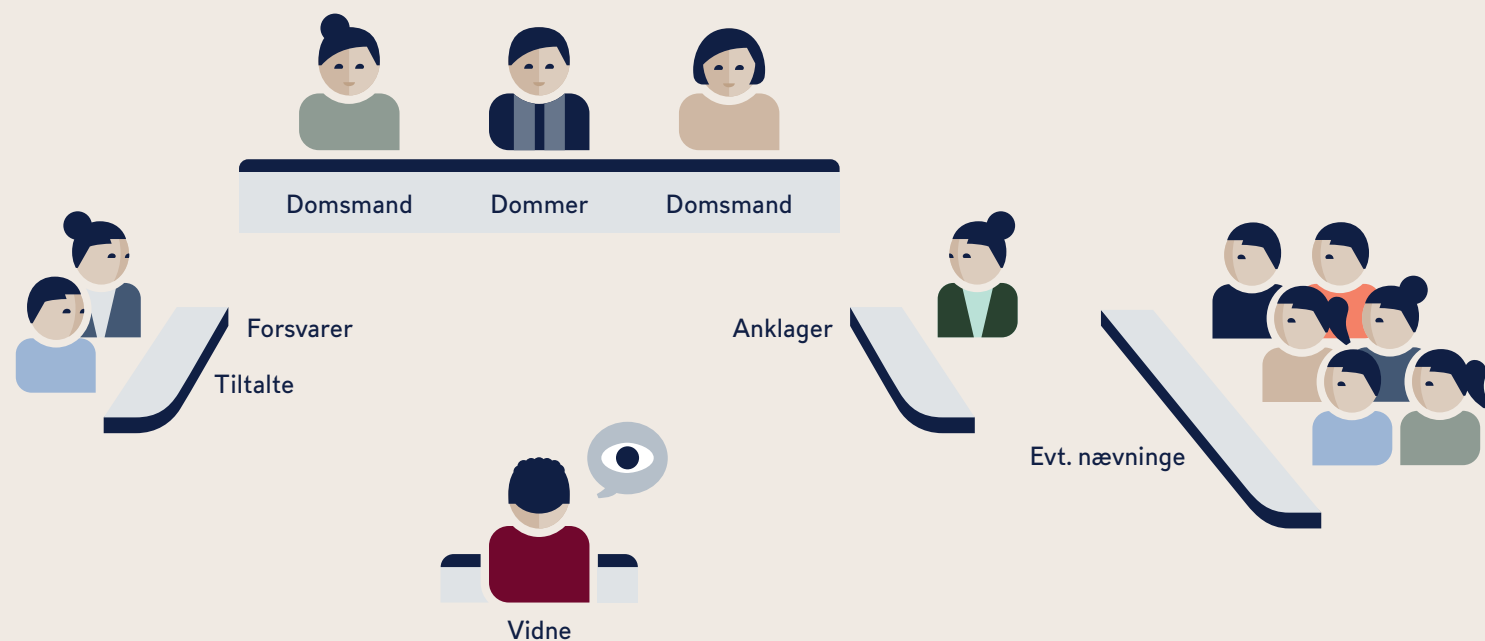 Domsmand
Dommer
Domsmand
Forsvarer
Anklager
Tiltalte
Evt. nævninge
Vidne